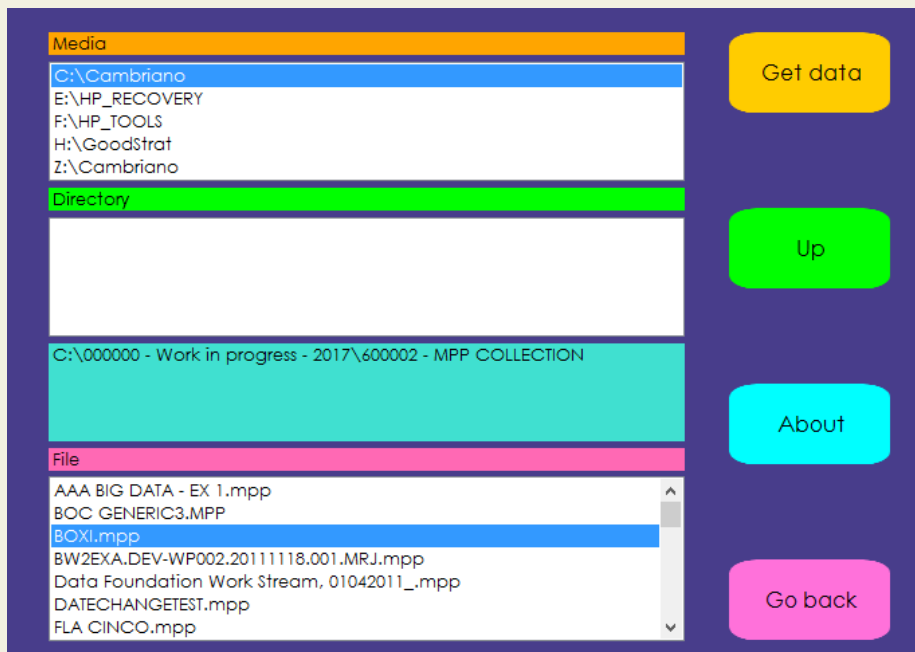 Media
C:\Cambriano
E:\HP_RECOVERY
F:\HP_TOOLS
H:\GoodStrat
Z:\Cambriano
Directory
C:\000000 - Work in progress - 2017\600002 - MPP COLLECTION
File
AAA BIG DATA - EX 1.mpp
BOC GENERIC3.MPP
BOXI.mpp
BW2EXA.DEV-WP002.20111118.001.MRJ.mpp
Data Foundation Work Stream, 01042011_.mpp
DATECHANGETEST.mpp
FLA CINCO.mpp
Get data
Up
About
Go back